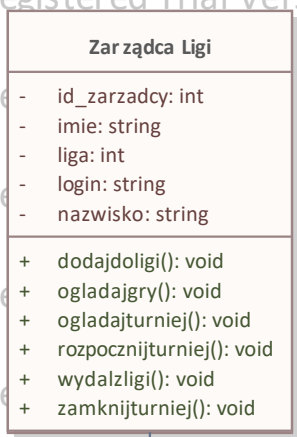 Zarządca Ligi
- id_zarzadcy: int
- imie: string
- liga: int
- login: string
- nazwisko: string
+ dodajdoligi(): void
+ ogladajgry(): void
+ ogladajturniej(): void
+ rozpocznijturniej(): void
+ wydalzligi(): void
+ zamknijturniej(): void